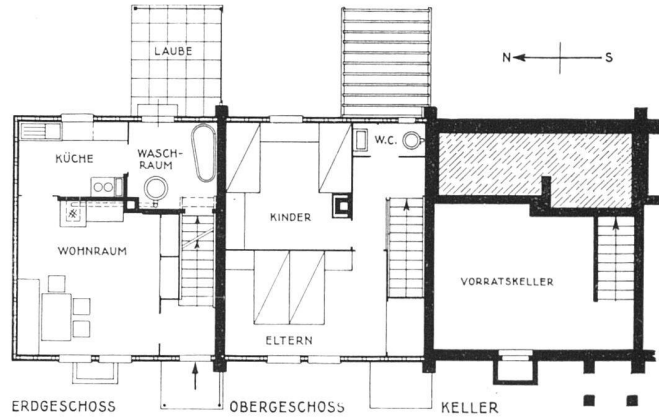 LAUBE
N S
KÜCHE
WASCH-
RAUM
W.C.
KINDER
WOHNRAUM
VORRATSKELLER
ELTERN
ERDGESCHOSS OBERGESCHOSS KELLER